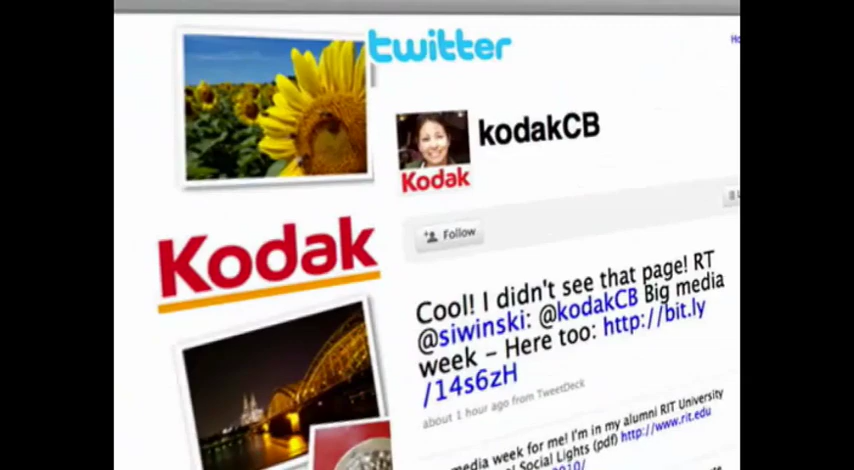 twitter
kodakCB
Kodak
Follow
Kodak
Cool! I didn't see that page! RT
@siwinski: @kodakCB Big media
week – Here too: http://bit.ly
/14s6zH
about 1 hour ago from TweetDeck
media week for me! I'm in my alumni RIT University
Social Lights (pdf) http://www.rit.edu